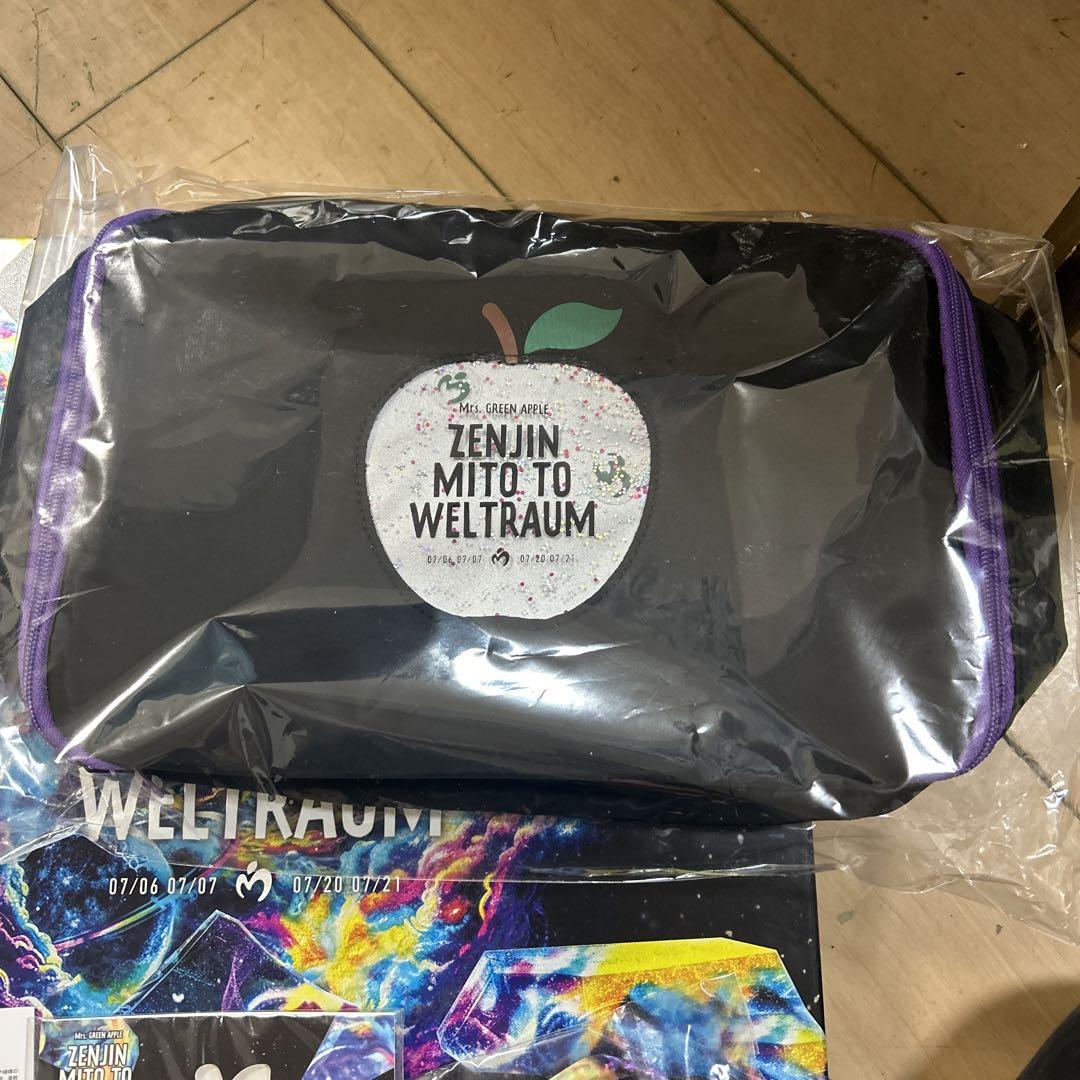 Mrs. GREEN APPLE
ZENJIN
MITO TO
WELTRAUM
07/06 07/07 07/20 07/21
WELTRAUM
07/06 07/07 07/20 07/21
Mrs. GREEN APPLE
ZENJIN
MITO TO